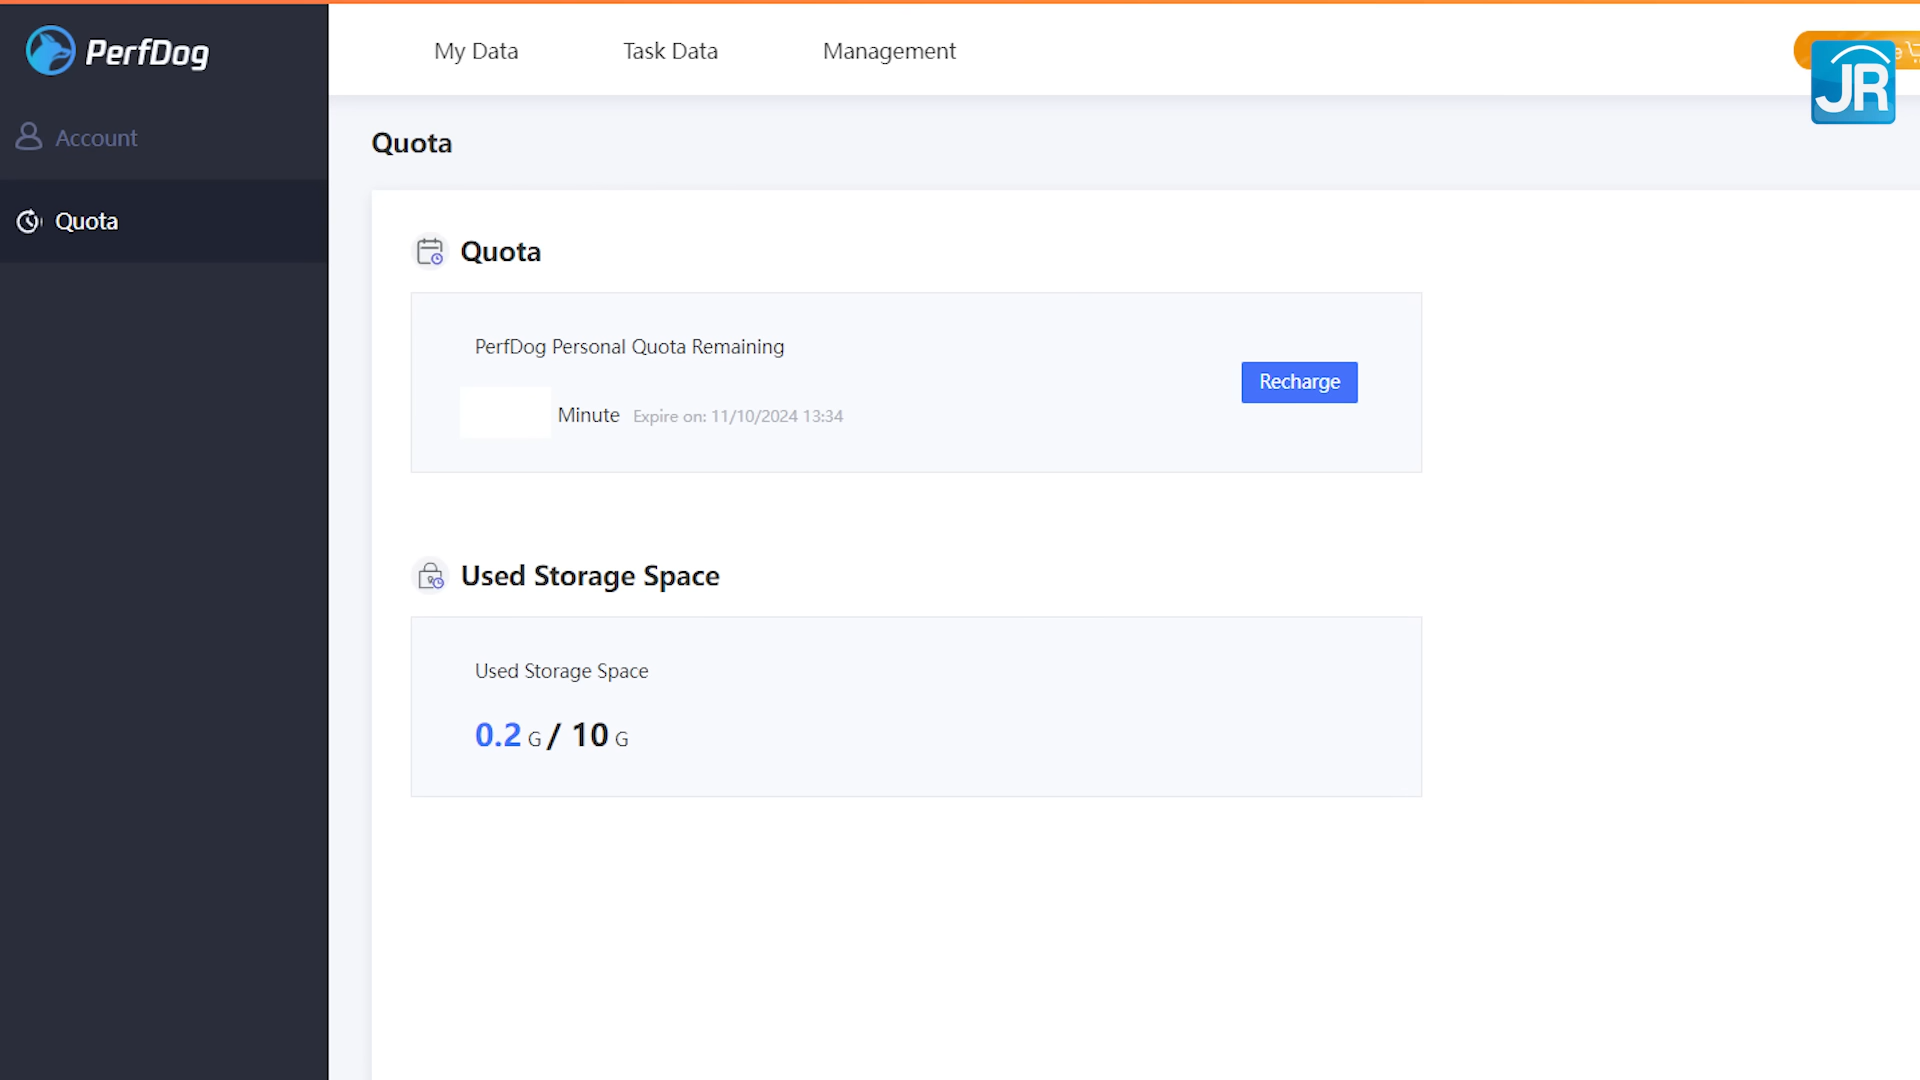 PerfDog
My Data
Task Data
Management
JR
Account
Quota
Quota
Quota
PerfDog Personal Quota Remaining
Recharge
Minute Expire on: 11/10/2024 13:34
Used Storage Space
Used Storage Space
0.2 G / 10 G